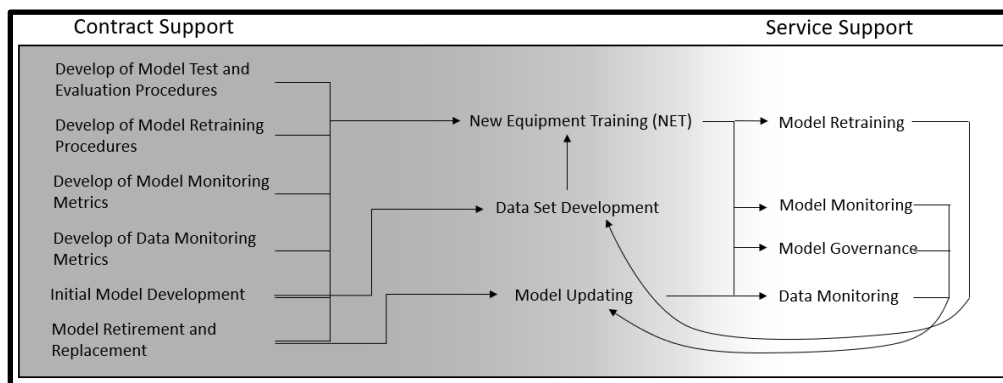 Contract Support
Service Support
Develop of Model Test and
Evaluation Procedures
Develop of Model Retraining
Procedures
Develop of Model Monitoring
Metrics
Develop of Data Monitoring
Metrics
Initial Model Development
Model Retirement and
Replacement
New Equipment Training (NET)
Data Set Development
Model Updating
Model Retraining
Model Monitoring
Model Governance
Data Monitoring